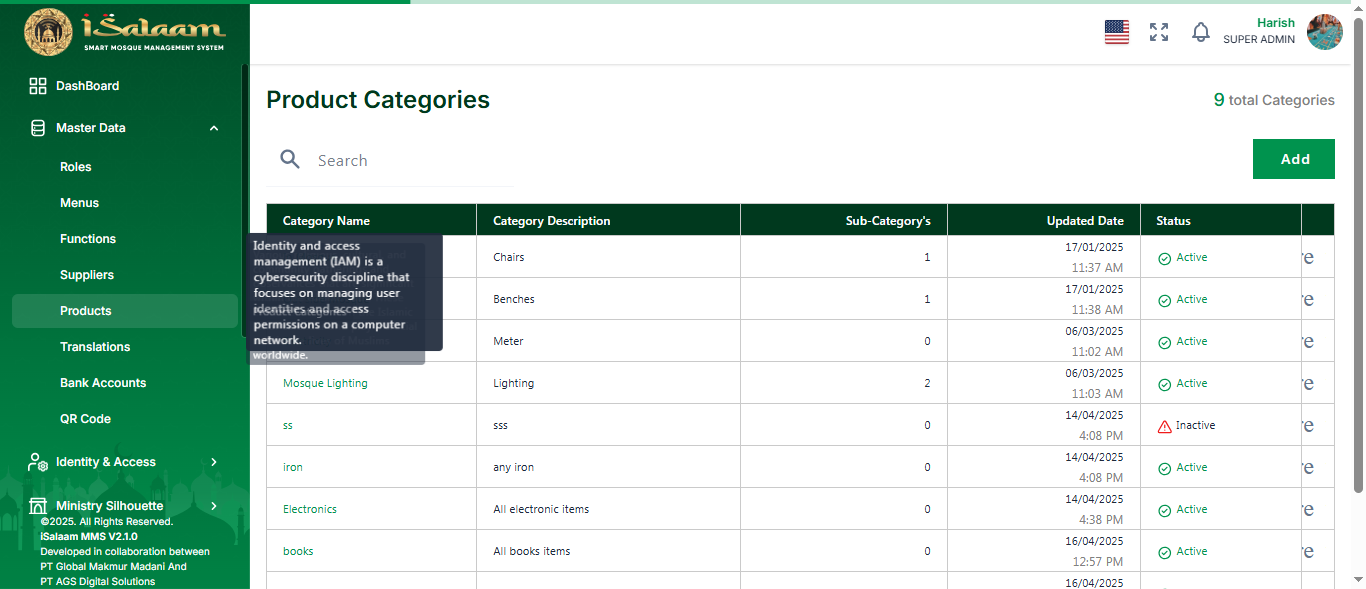 iSalaam
SMART MOSQUE MANAGEMENT SYSTEM
Harish
SUPER ADMIN
DashBoard
Master Data
Roles
Menus
Functions
Suppliers
Products
Translations
Bank Accounts
QR Code
Identity & Access
Ministry Silhouette
©2025. All Rights Reserved.
iSalaam MMS V2.1.0
Developed in collaboration between
PT Global Makmur Madani And
PT AGS Digital Solutions
Product Categories
9 total Categories
Search
Add
Category Name Category Description Sub-Category's Updated Date Status
Identity and access
management (IAM) is a
cybersecurity discipline that
focuses on managing user
identities and access
permissions on a computer
network.
worldwide.
Chairs 1 17/01/2025 11:37 AM Active
Benches 1 17/01/2025 11:38 AM Active
Meter 0 06/03/2025 11:02 AM Active
Mosque Lighting Lighting 2 06/03/2025 11:03 AM Active
ss sss 0 14/04/2025 4:08 PM Inactive
iron any iron 0 14/04/2025 4:08 PM Active
Electronics All electronic items 0 14/04/2025 4:38 PM Active
books All books items 0 16/04/2025 12:57 PM Active
16/04/2025